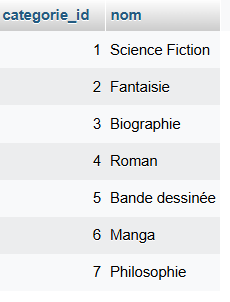 categorie_id nom
1 Science Fiction
2 Fantaisie
3 Biographie
4 Roman
5 Bande dessinée
6 Manga
7 Philosophie